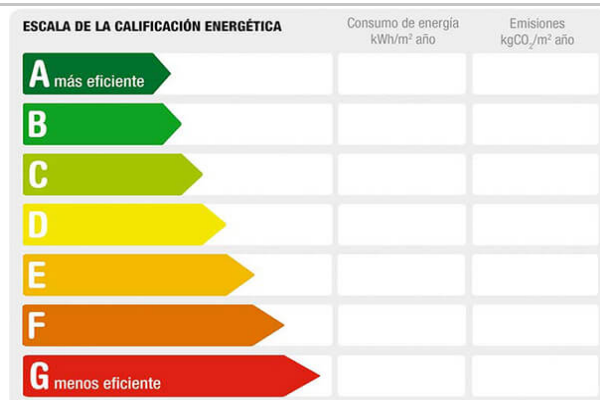 ESCALA DE LA CALIFICACIÓN ENERGÉTICA
Consumo de energía
kWh/m² año
Emisiones
kgCO₂/m² año
A más eficiente
B
C
D
E
F
G menos eficiente